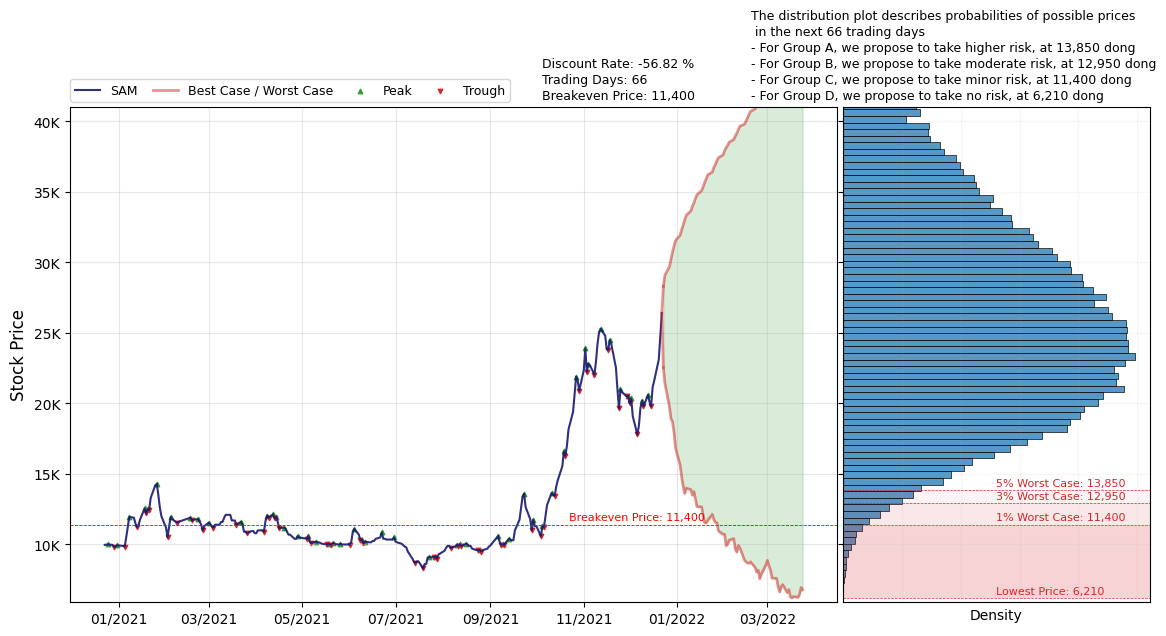 The distribution plot describes probabilities of possible prices
in the next 66 trading days
- For Group A, we propose to take higher risk, at 13,850 dong
- For Group B, we propose to take moderate risk, at 12,950 dong
- For Group C, we propose to take minor risk, at 11,400 dong
- For Group D, we propose to take no risk, at 6,210 dong
Discount Rate: -56.82 %
Trading Days: 66
Breakeven Price: 11,400
SAM
Best Case / Worst Case
Peak
Trough
Stock Price
40K
35K
30K
25K
20K
15K
10K
Breakeven Price: 11,400
5% Worst Case: 13,850
3% Worst Case: 12,950
1% Worst Case: 11,400
Lowest Price: 6,210
01/2021
03/2021
05/2021
07/2021
09/2021
11/2021
01/2022
03/2022
Density